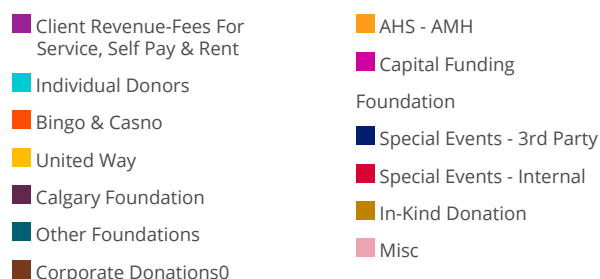 Client Revenue-Fees For
Service, Self Pay & Rent
Individual Donors
Bingo & Casno
United Way
Calgary Foundation
Other Foundations
Corporate Donations0
AHS - AMH
Capital Funding
Foundation
Special Events - 3rd Party
Special Events - Internal
In-Kind Donation
Misc